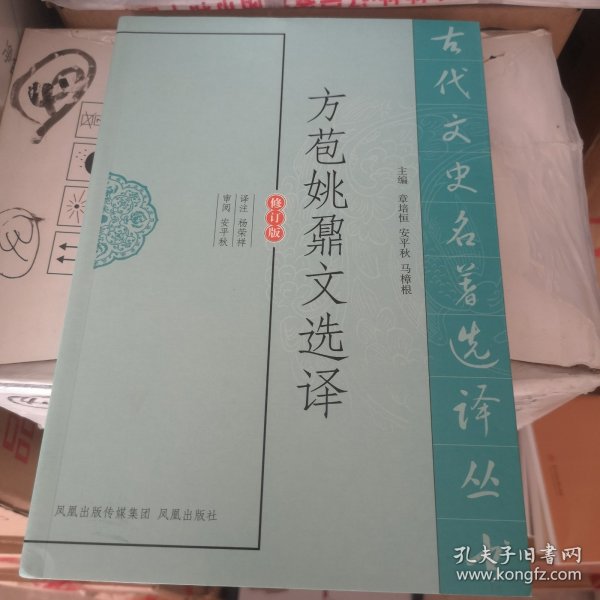 古代文史名著选译丛书
主编 章培恒 安平秋 马樟根
方苞姚鼐文选译
修订版
译注 杨荣祥
审阅 安平秋
凤凰出版传媒集团 凤凰出版社
孔夫子旧书网
www.kongfz.com